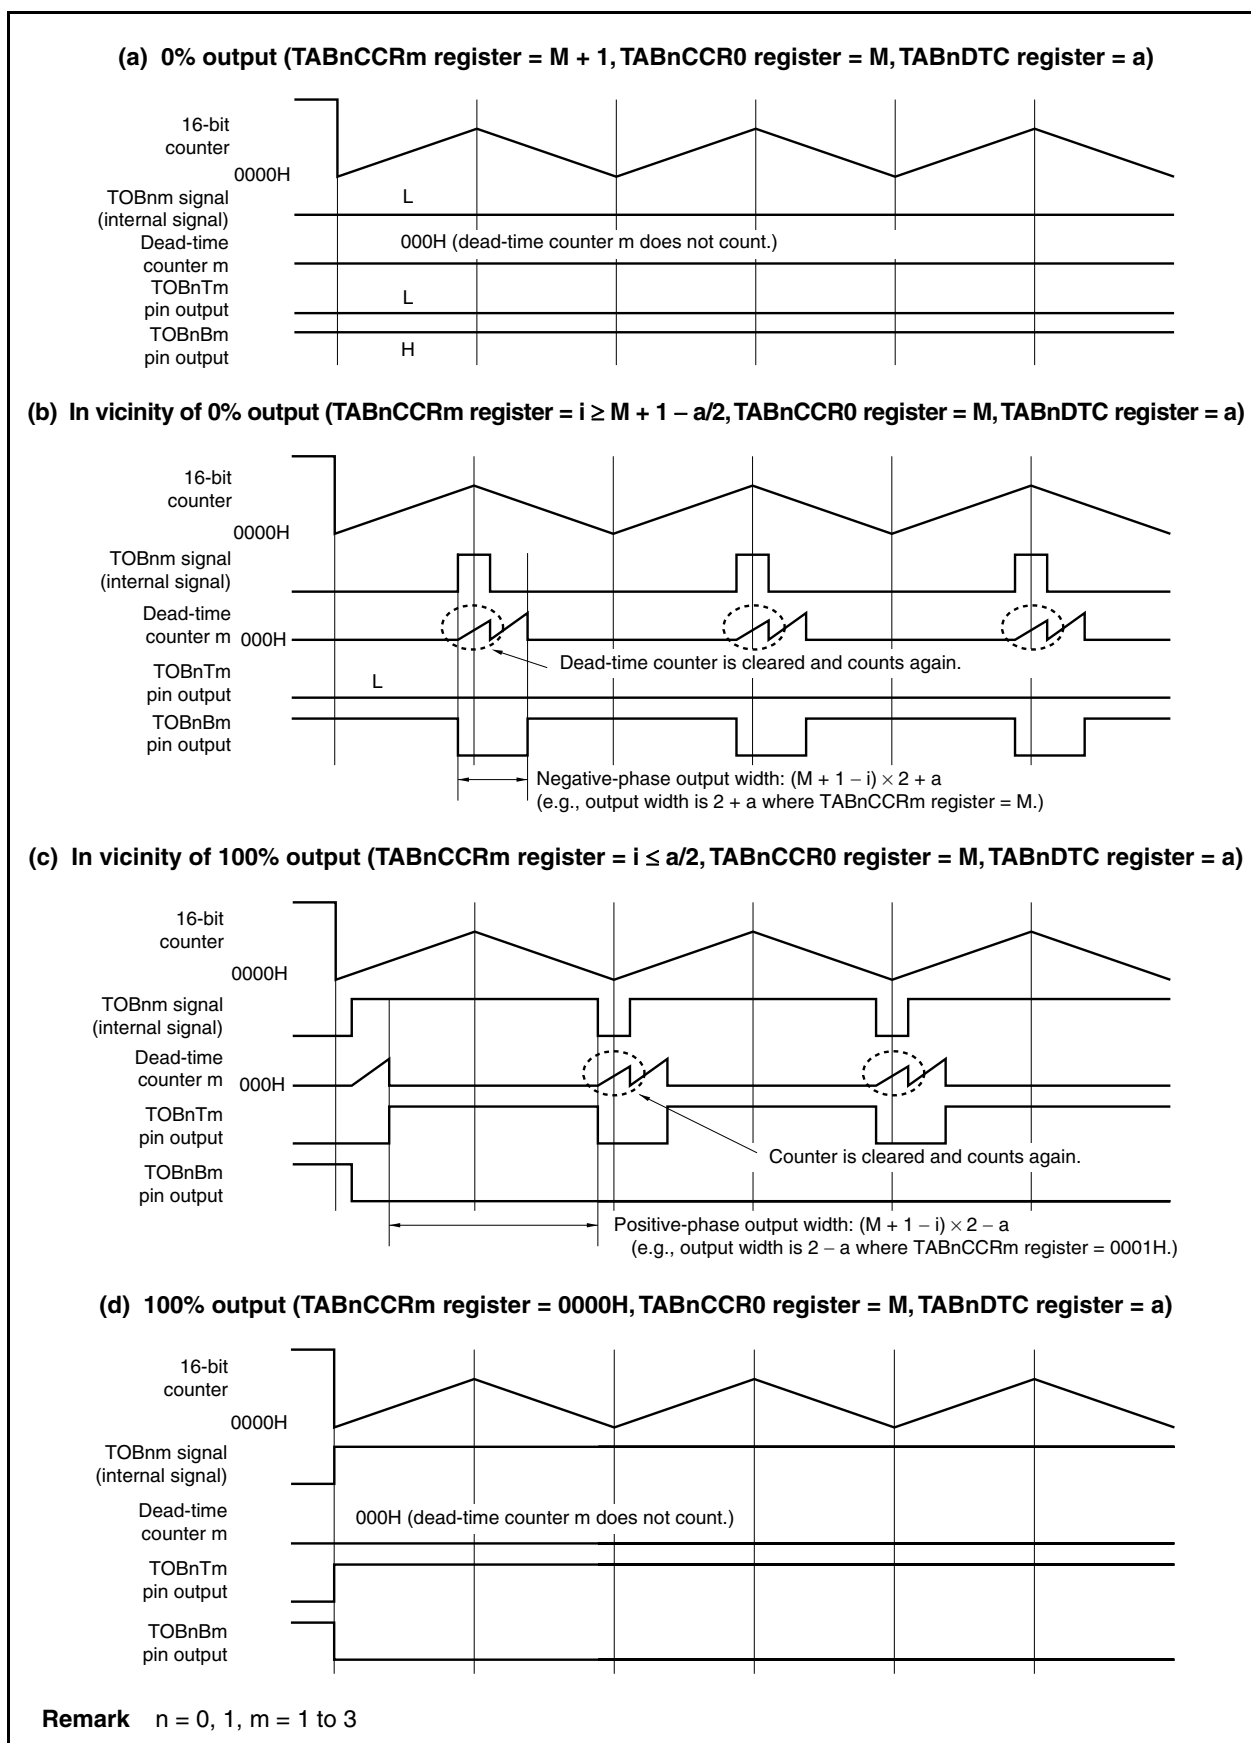 (a) 0% output (TABnCCRm register = M + 1, TABnCCR0 register = M, TABnDTC register = a)
16-bit
counter
0000H
TOBnm signal
(internal signal)
L
Dead-time
counter m
000H (dead-time counter m does not count.)
TOBnTm
pin output
L
TOBnBm
pin output
H
(b) In vicinity of 0% output (TABnCCRm register = i ≥ M + 1 – a/2, TABnCCR0 register = M, TABnDTC register = a)
16-bit
counter
0000H
TOBnm signal
(internal signal)
Dead-time
counter m
000H
Dead-time counter is cleared and counts again.
TOBnTm
pin output
L
TOBnBm
pin output
Negative-phase output width: (M + 1 – i) × 2 + a
(e.g., output width is 2 + a where TABnCCRm register = M.)
(c) In vicinity of 100% output (TABnCCRm register = i ≤ a/2, TABnCCR0 register = M, TABnDTC register = a)
16-bit
counter
0000H
TOBnm signal
(internal signal)
Dead-time
counter m
000H
TOBnTm
pin output
Counter is cleared and counts again.
TOBnBm
pin output
Positive-phase output width: (M + 1 – i) × 2 – a
(e.g., output width is 2 – a where TABnCCRm register = 0001H.)
(d) 100% output (TABnCCRm register = 0000H, TABnCCR0 register = M, TABnDTC register = a)
16-bit
counter
0000H
TOBnm signal
(internal signal)
Dead-time
counter m
000H (dead-time counter m does not count.)
TOBnTm
pin output
TOBnBm
pin output
Remark n = 0, 1, m = 1 to 3